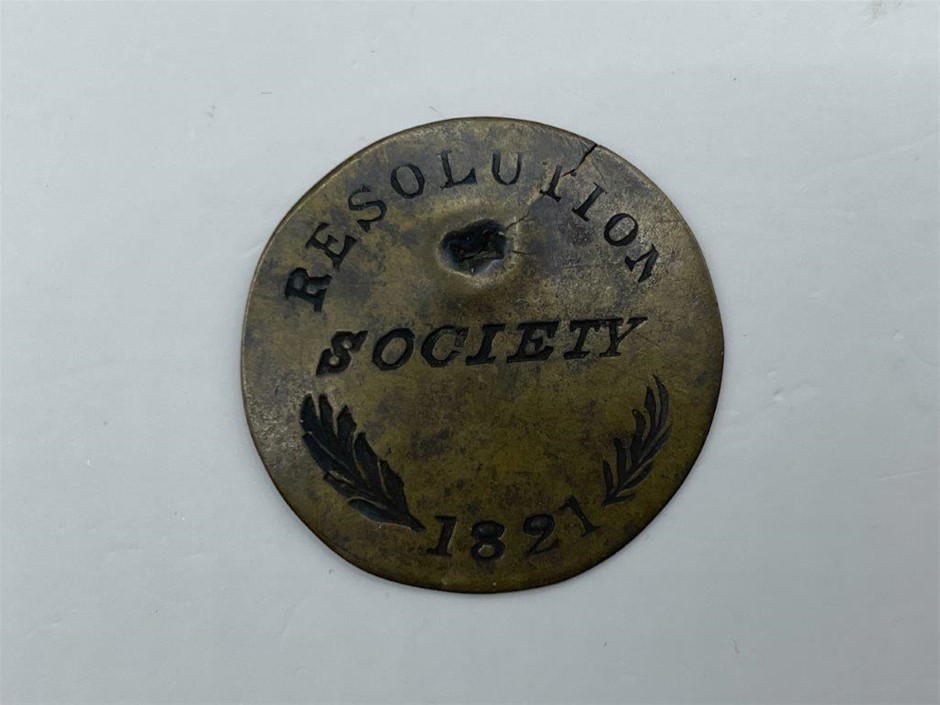 RESOLUTION
SOCIETY
1821